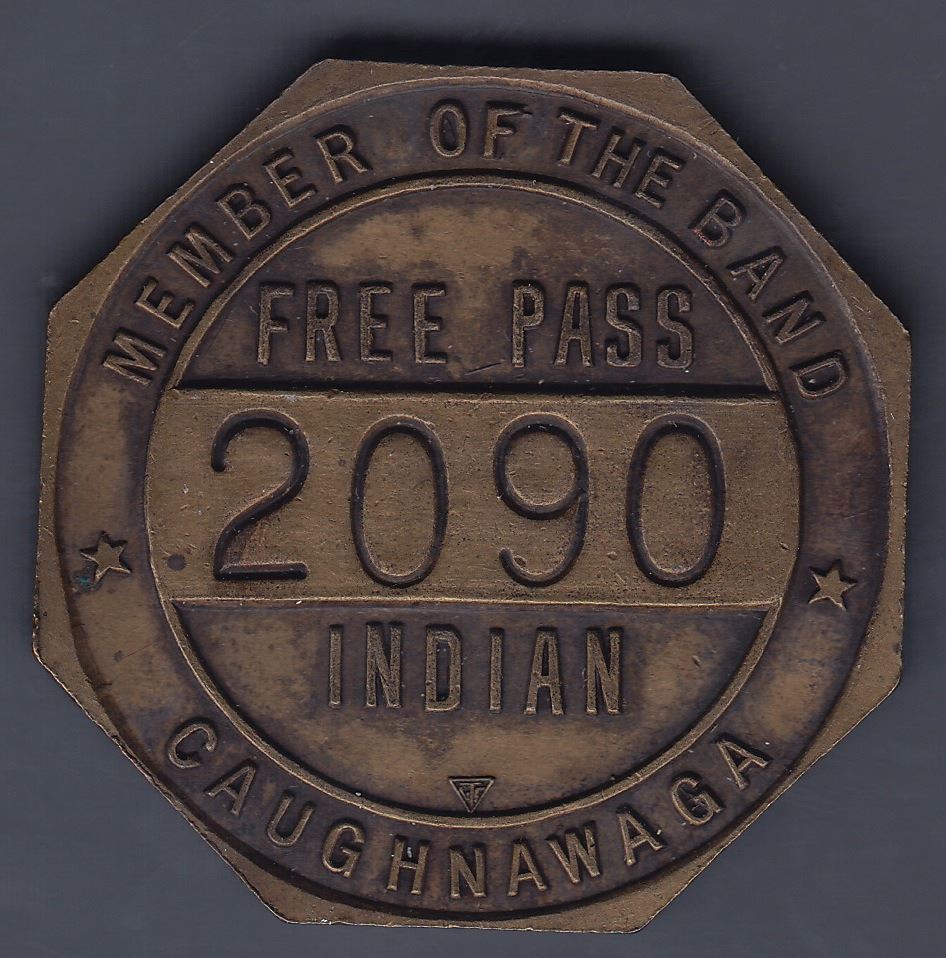 MEMBER OF THE BAND
FREE PASS
2090
INDIAN
CAUGHNAWAGA